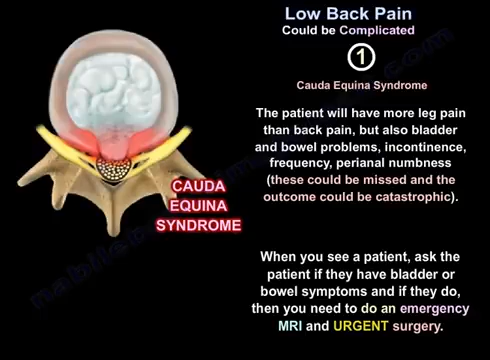 Low Back Pain
Could be Complicated
1
Cauda Equina Syndrome
The patient will have more leg pain
than back pain, but also bladder
and bowel problems, incontinence,
frequency, perianal numbness
(these could be missed and the
outcome could be catastrophic).
CAUDA
EQUINA
SYNDROME
When you see a patient, ask the
patient if they have bladder or
bowel symptoms and if they do,
then you need to do an emergency
MRI and URGENT surgery.